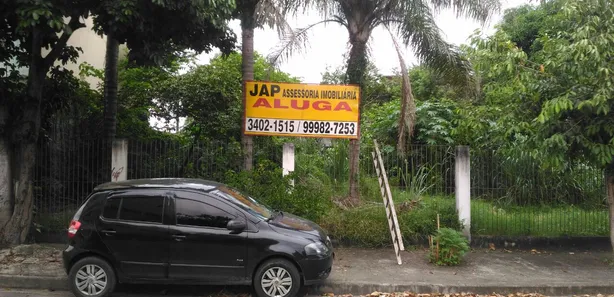 JAP ASSESSORIA IMOBILIÁRIA
ALUGA
3402-1515 / 99982-7253